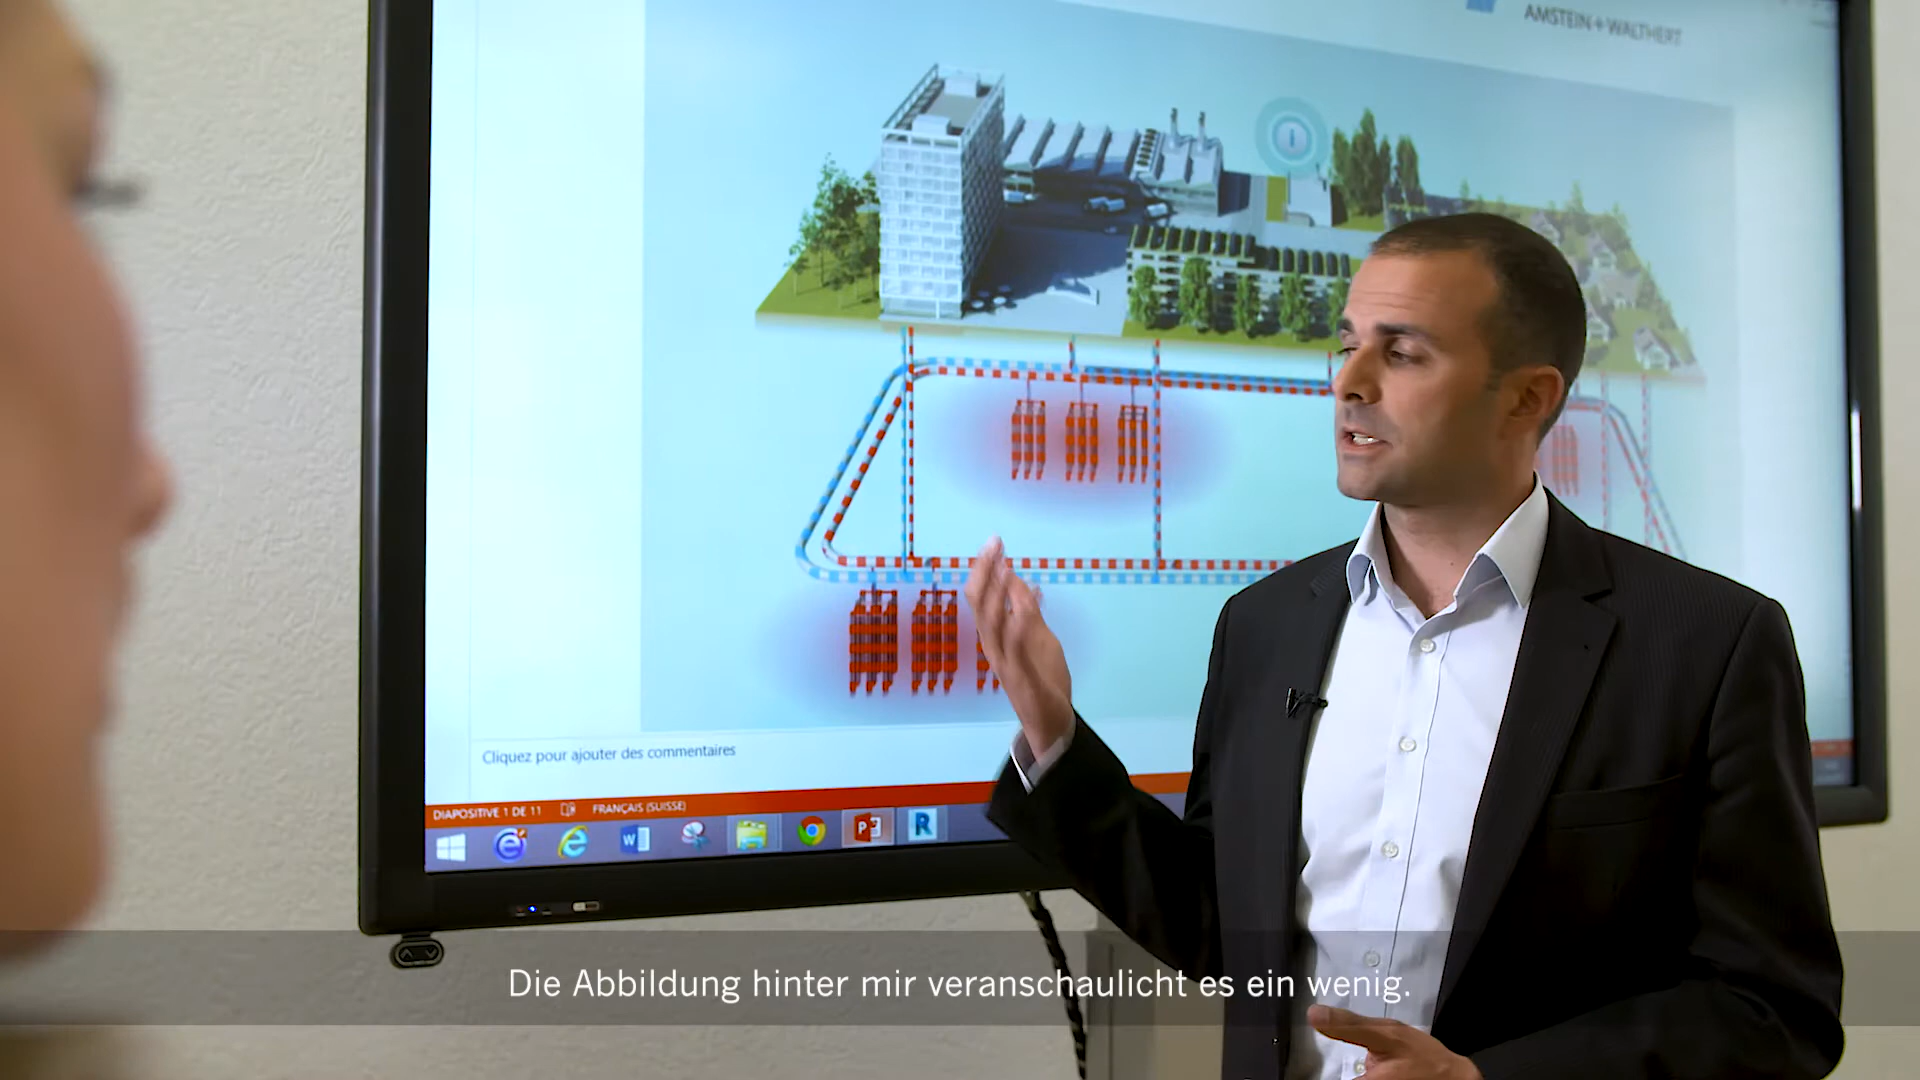 AMSTEIN + WALTHERT
Cliquez pour ajouter des commentaires
DIAPOSITIVE 1 DE 11 FRANÇAIS (SUISSE)
Die Abbildung hinter mir veranschaulicht es ein wenig.